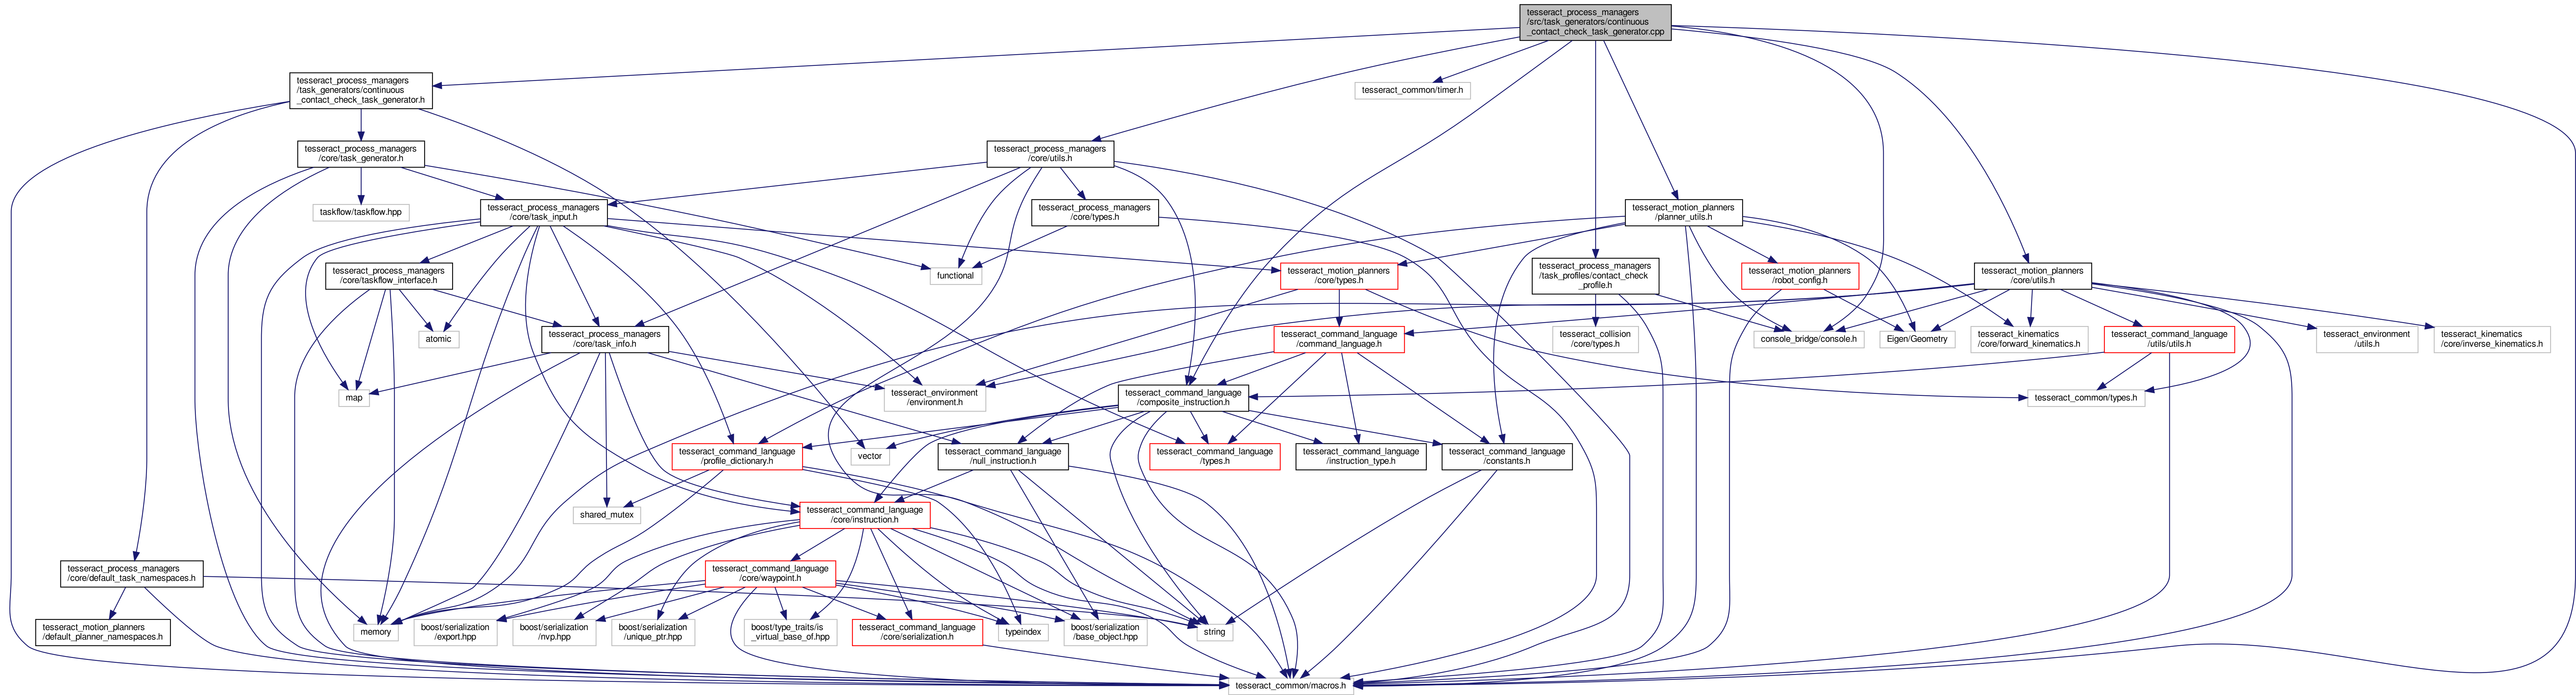 tesseract_process_managers
/src/task_generators/continuous
_contact_check_task_generator.cpp
tesseract_process_managers
/task_generators/continuous
_contact_check_task_generator.h
tesseract_common/timer.h
tesseract_process_managers
/core/task_generator.h
tesseract_process_managers
/core/utils.h
taskflow/taskflow.hpp
tesseract_process_managers
/core/task_input.h
tesseract_process_managers
/core/types.h
tesseract_motion_planners
/planner_utils.h
tesseract_process_managers
/core/taskflow_interface.h
functional
tesseract_motion_planners
/core/types.h
tesseract_process_managers
/task_profiles/contact_check
_profile.h
tesseract_motion_planners
/robot_config.h
tesseract_motion_planners
/core/utils.h
atomic
tesseract_process_managers
/core/task_info.h
tesseract_command_language
/command_language.h
tesseract_collision
/core/types.h
console_bridge/console.h
Eigen/Geometry
tesseract_kinematics
/core/forward_kinematics.h
tesseract_command_language
/utils/utils.h
tesseract_environment
/utils.h
tesseract_kinematics
/core/inverse_kinematics.h
map
tesseract_environment
/environment.h
tesseract_command_language
/composite_instruction.h
tesseract_common/types.h
tesseract_command_language
/profile_dictionary.h
vector
tesseract_command_language
/null_instruction.h
tesseract_command_language
/types.h
tesseract_command_language
/instruction_type.h
tesseract_command_language
/constants.h
shared_mutex
tesseract_command_language
/core/instruction.h
tesseract_process_managers
/core/default_task_namespaces.h
tesseract_command_language
/core/waypoint.h
tesseract_motion_planners
/default_planner_namespaces.h
memory
boost/serialization
/export.hpp
boost/serialization
/nvp.hpp
boost/serialization
/unique_ptr.hpp
boost/type_traits/is
_virtual_base_of.hpp
tesseract_command_language
/core/serialization.h
typeindex
boost/serialization
/base_object.hpp
string
tesseract_common/macros.h